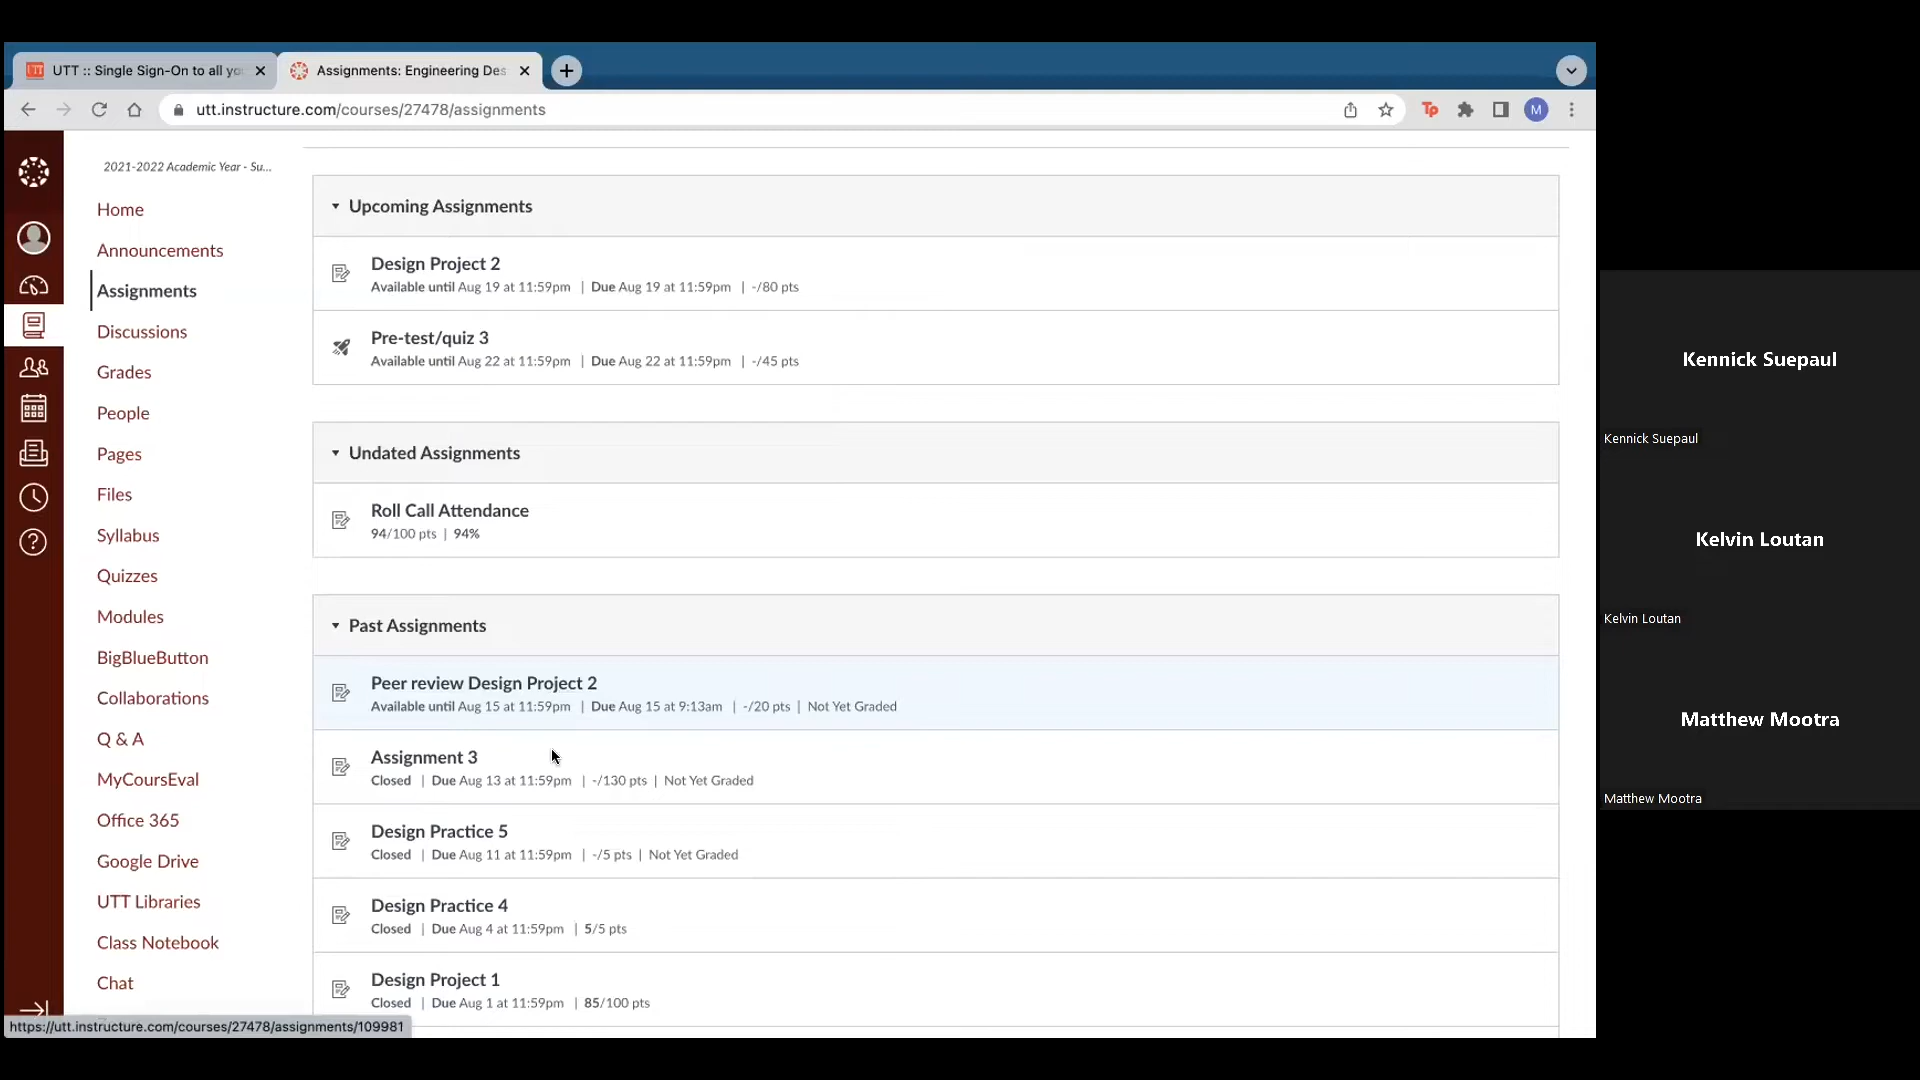 UTT :: Single Sign-On to all yo
Assignments: Engineering Des
utt.instructure.com/courses/27478/assignments
Tp
M
2021-2022 Academic Year - Su...
Home
Announcements
Assignments
Discussions
Grades
People
Pages
Files
Syllabus
Quizzes
Modules
BigBlueButton
Collaborations
Q & A
MyCoursEval
Office 365
Google Drive
UTT Libraries
Class Notebook
Chat
https://utt.instructure.com/courses/27478/assignments/109981
Upcoming Assignments
Design Project 2
Available until Aug 19 at 11:59pm | Due Aug 19 at 11:59pm | -/80 pts
Pre-test/quiz 3
Available until Aug 22 at 11:59pm | Due Aug 22 at 11:59pm | -/45 pts
Undated Assignments
Roll Call Attendance
94/100 pts | 94%
Past Assignments
Peer review Design Project 2
Available until Aug 15 at 11:59pm | Due Aug 15 at 9:13am | -/20 pts | Not Yet Graded
Assignment 3
Closed | Due Aug 13 at 11:59pm | -/130 pts | Not Yet Graded
Design Practice 5
Closed | Due Aug 11 at 11:59pm | -/5 pts | Not Yet Graded
Design Practice 4
Closed | Due Aug 4 at 11:59pm | 5/5 pts
Design Project 1
Closed | Due Aug 1 at 11:59pm | 85/100 pts
Kennick Suepaul
Kennick Suepaul
Kelvin Loutan
Kelvin Loutan
Matthew Mootra
Matthew Mootra